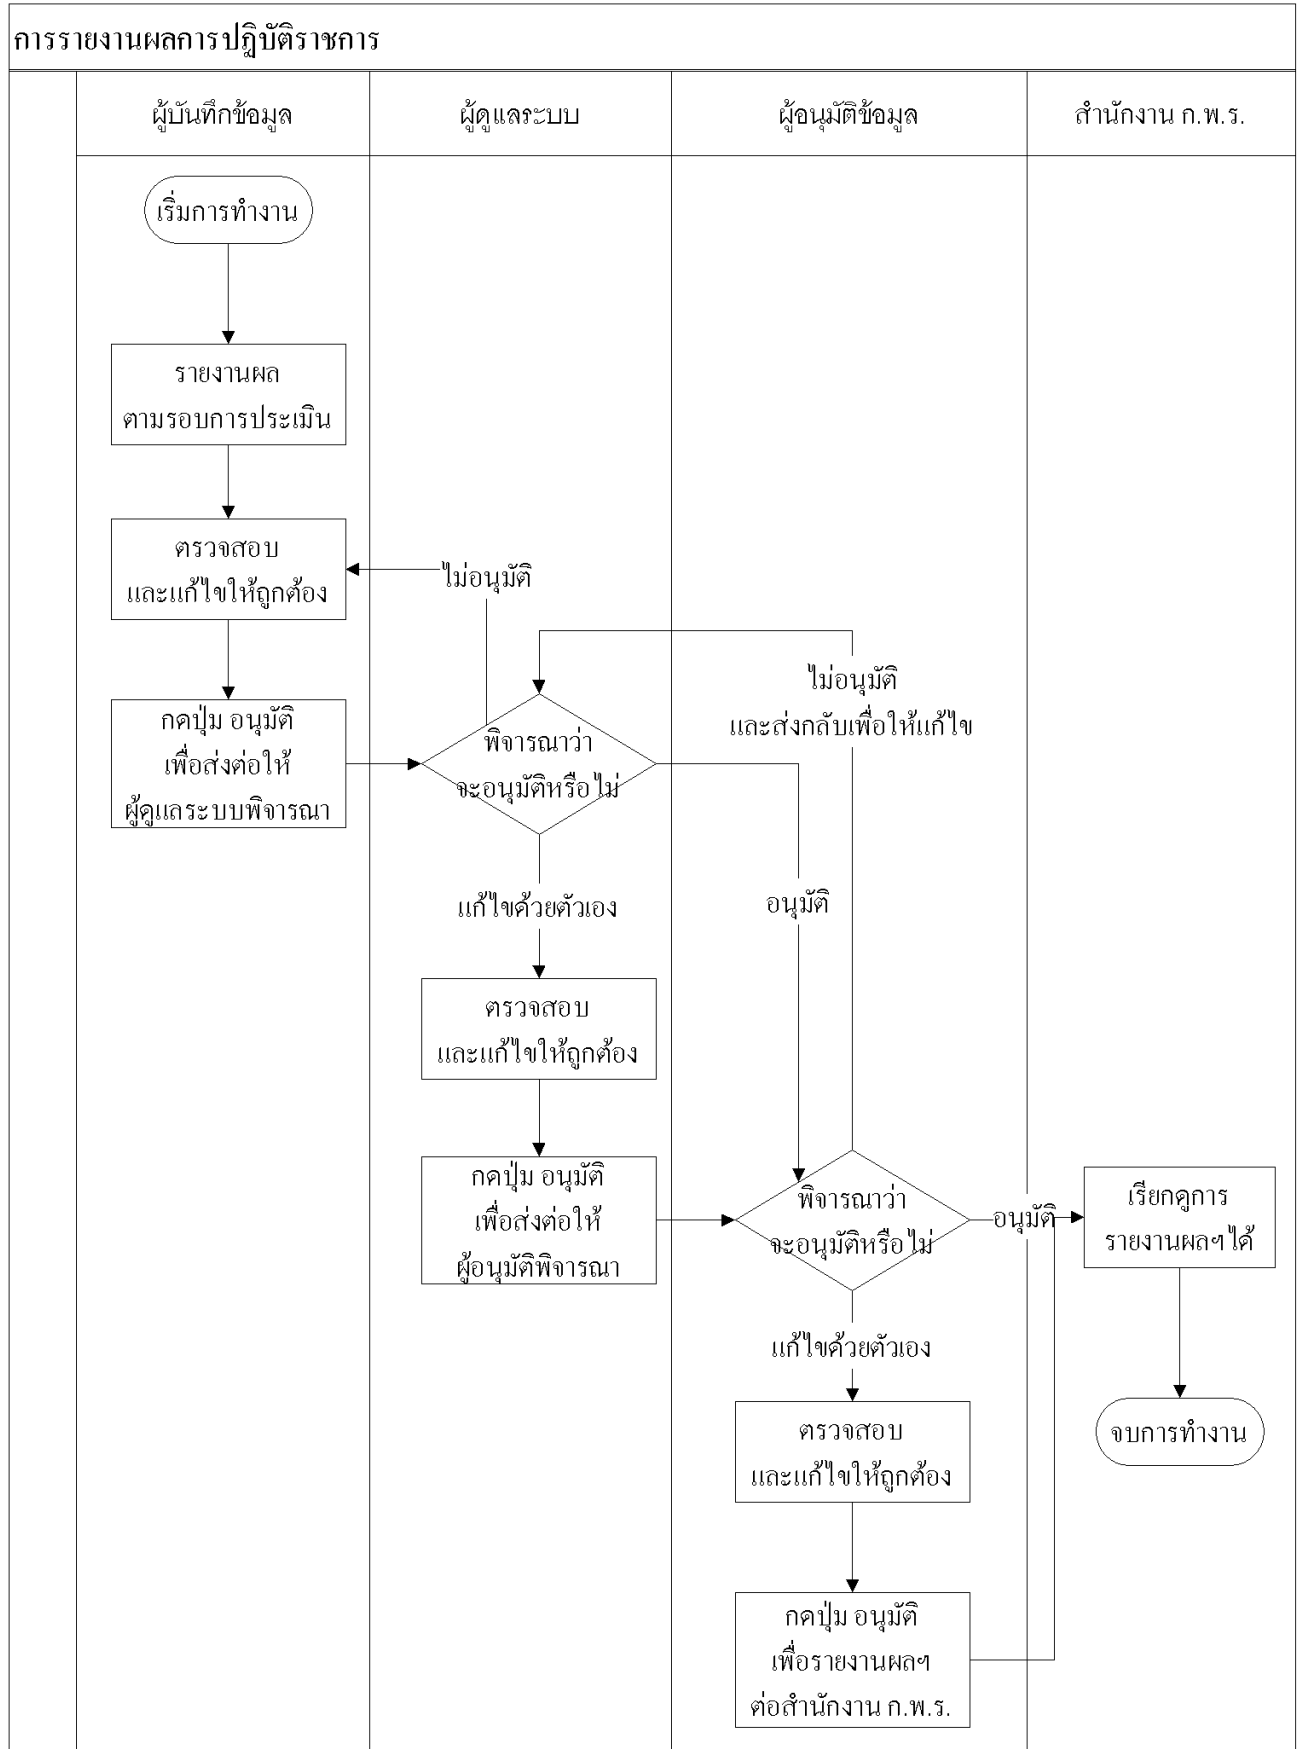 การรายงานผลการปฏิบัติราชการ
ผู้บันทึกข้อมูล
ผู้ดูแลระบบ
ผู้อนุมัติข้อมูล
สำนักงาน ก.พ.ร.
เริ่มการทำงาน
รายงานผล
ตามรอบการประเมิน
ตรวจสอบ
และแก้ไขให้ถูกต้อง
ไม่อนุมัติ
ไม่อนุมัติ
และส่งกลับเพื่อให้แก้ไข
กดปุ่ม อนุมัติ
เพื่อส่งต่อให้
ผู้ดูแลระบบพิจารณา
พิจารณาว่า
จะอนุมัติหรือไม่
แก้ไขด้วยตัวเอง
อนุมัติ
ตรวจสอบ
และแก้ไขให้ถูกต้อง
กดปุ่ม อนุมัติ
เพื่อส่งต่อให้
ผู้อนุมัติพิจารณา
พิจารณาว่า
จะอนุมัติหรือไม่
อนุมัติ
เรียกดูการ
รายงานผลฯได้
แก้ไขด้วยตัวเอง
ตรวจสอบ
และแก้ไขให้ถูกต้อง
จบการทำงาน
กดปุ่ม อนุมัติ
เพื่อรายงานผลฯ
ต่อสำนักงาน ก.พ.ร.